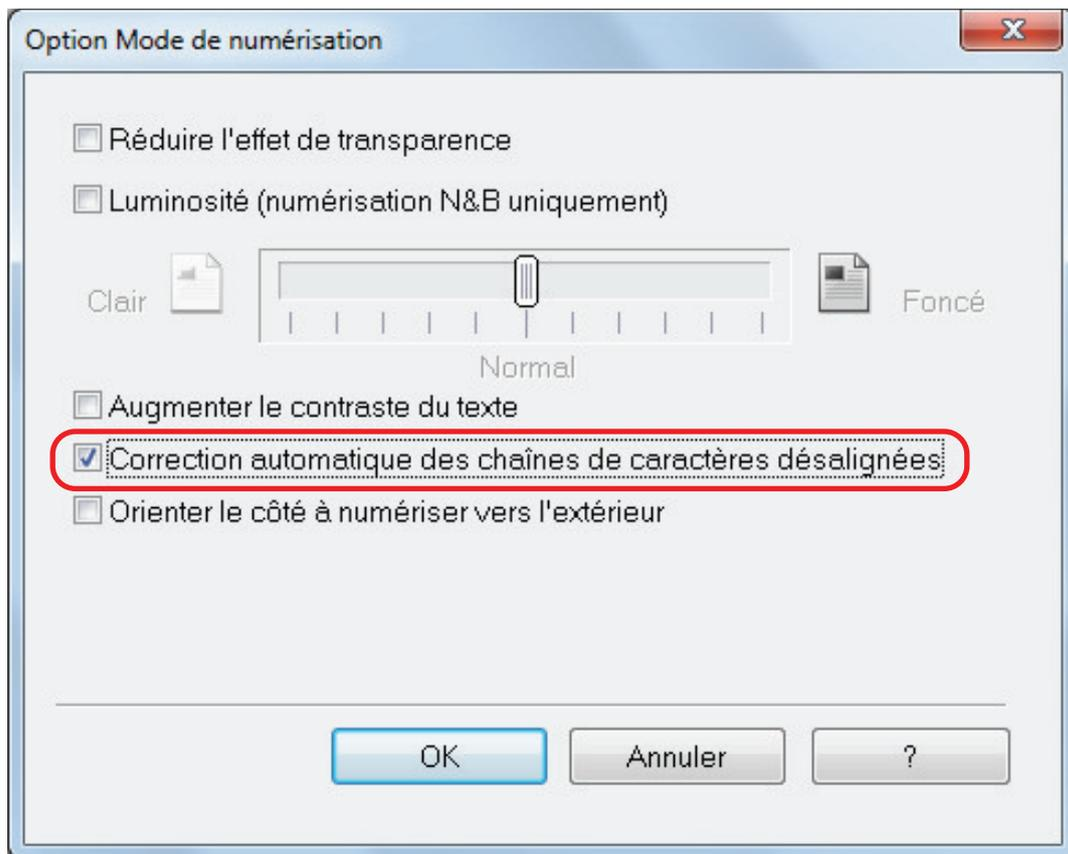 Option Mode de numérisation
Réduire l'effet de transparence
Luminosité (numérisation N&B uniquement)
Clair
Foncé
Normal
Augmenter le contraste du texte
Correction automatique des chaînes de caractères désalignées
Orienter le côté à numériser vers l'extérieur
OK Annuler ?